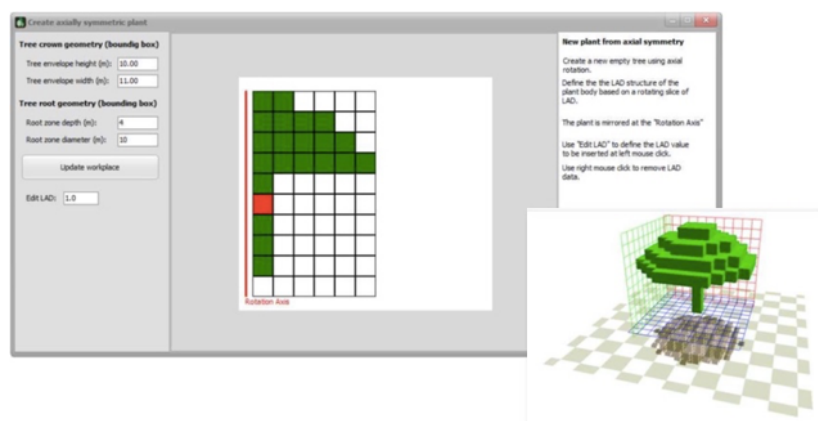 Create axially symmetric plant
Tree crown geometry (boundig box)
Tree envelope height (m): 10.00
Tree envelope width (m): 11.00
Tree root geometry (bounding box)
Root zone depth (m): 4
Root zone diameter (m): 10
Update workplace
Edit LAD: 1.0
Rotation Axis
New plant from axial symmetry
Create a new empty tree using axial
rotation.
Define the the LAD structure of the
plant body based on a rotating slice of
LAD.
The plant is mirrored at the "Rotation Axis"
Use "Edit LAD" to define the LAD value
to be inserted at left mouse click.
Use right mouse click to remove LAD
data.